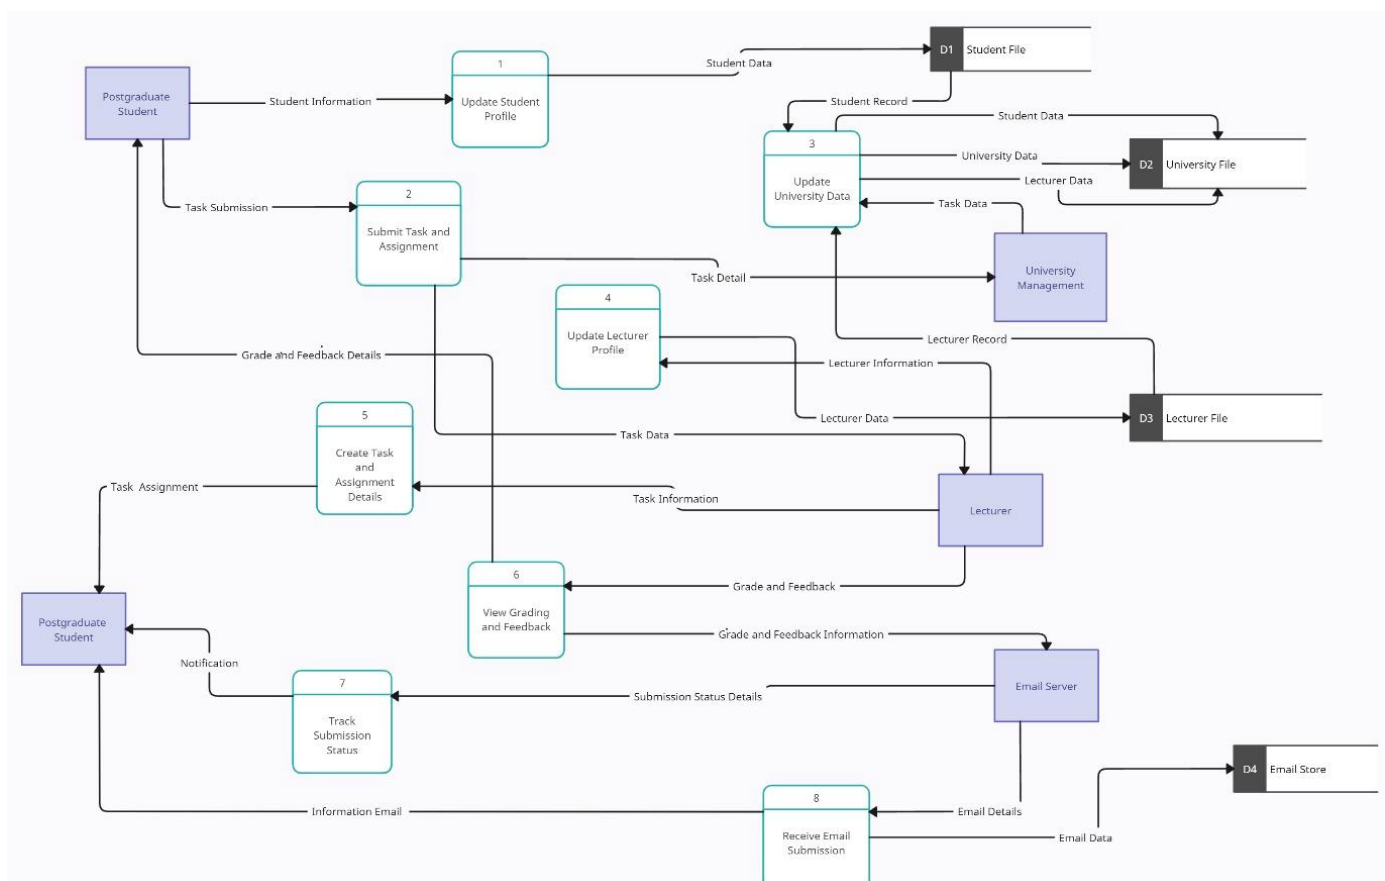 D1
Student File
1
Student Data
Postgraduate
Student
Student Information
Update Student
Profile
Student Record
Student Data
3
University Data
D2
University File
Update
University Data
Lecturer Data
2
Task Submission
Task Data
Submit Task and
Assignment
University
Management
Task Detail
4
Update Lecturer
Profile
Lecturer Record
Grade and Feedback Details
Lecturer Information
5
Lecturer Data
D3
Lecturer File
Task Data
Create Task
and
Assignment
Details
Task Assignment
Task Information
Lecturer
6
Grade and Feedback
View Grading
and Feedback
Postgraduate
Student
Grade and Feedback Information
Notification
7
Email Server
Submission Status Details
Track
Submission
Status
D4
Email Store
8
Information Email
Email Details
Receive Email
Submission
Email Data